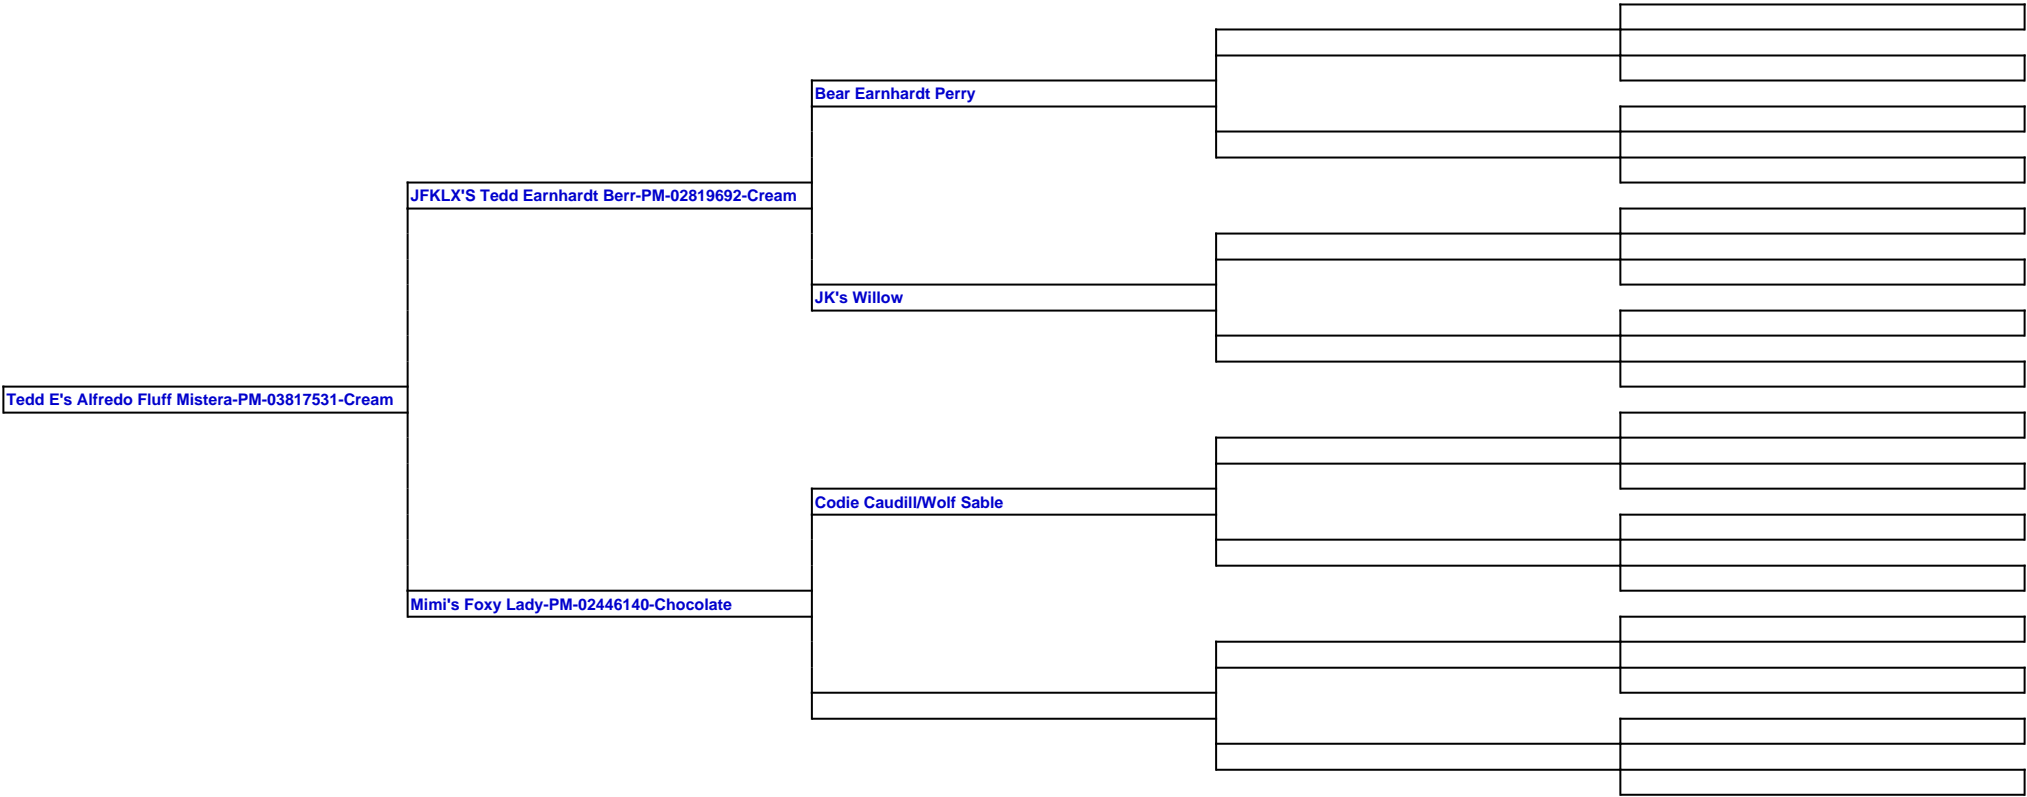 Bear Earnhardt Perry
JFKLX'S Tedd Earnhardt Berr-PM-02819692-Cream
JK's Willow
Tedd E's Alfredo Fluff Mistera-PM-03817531-Cream
Codie Caudill/Wolf Sable
Mimi's Foxy Lady-PM-02446140-Chocolate